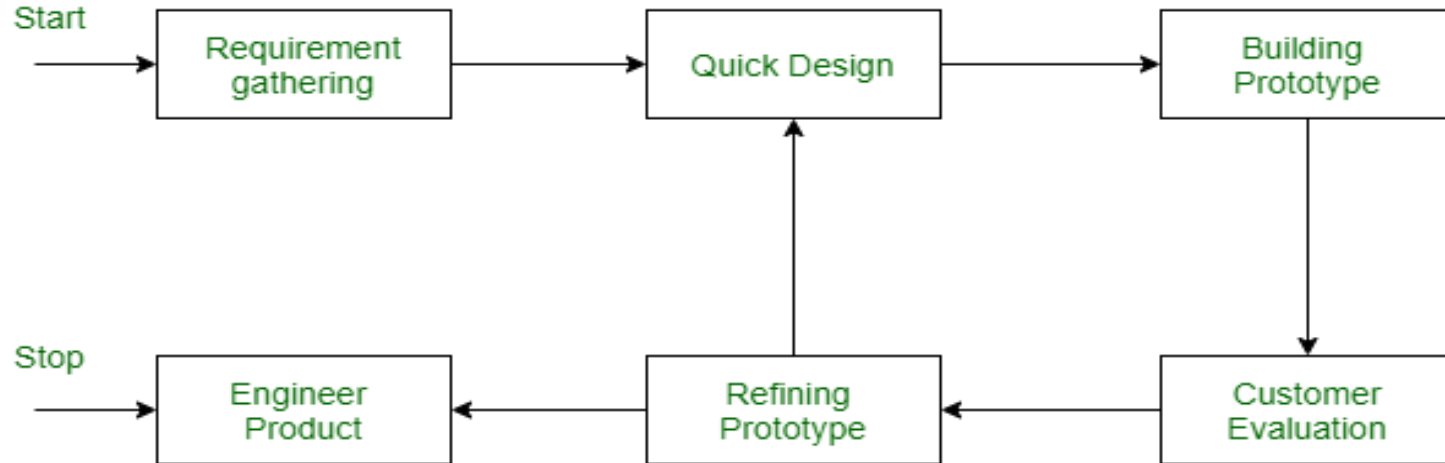 Start
Requirement
gathering
Quick Design
Building
Prototype
Stop
Engineer
Product
Refining
Prototype
Customer
Evaluation